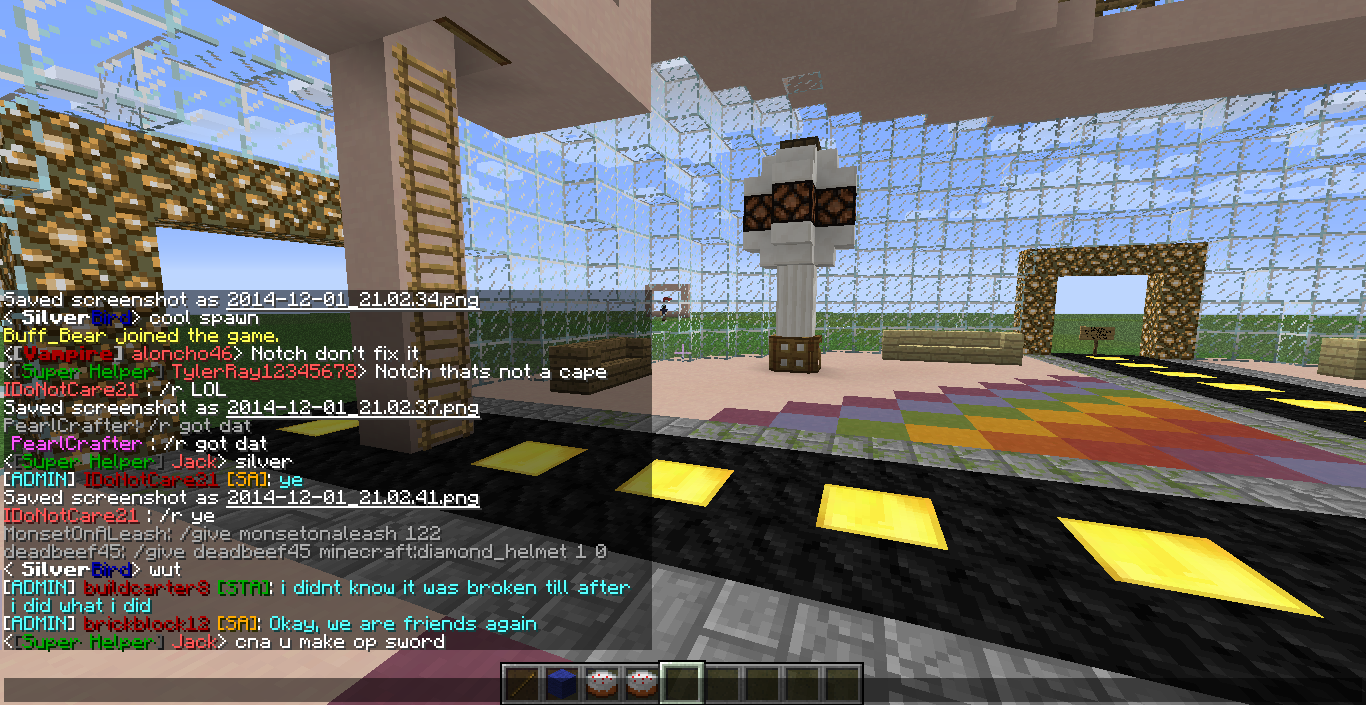 Saved screenshot as 2014-12-01_21.02.34.png
< SilverBird> cool spawn
Buff_Bear joined the game.
<[Vampire] aloncho46> Notch don't fix it
<[Super Helper] TylerRay12345678> Notch thats not a cape
IDoNotCare21 : /r LOL
Saved screenshot as 2014-12-01_21.02.37.png
PearlCrafter: /r got dat
PearlCrafter : /r got dat
<[Super Helper] Jack> silver
[ADMIN] IDoNotCare21 [SA]: ye
Saved screenshot as 2014-12-01_21.02.41.png
IDoNotCare21 : /r ye
MonsetOnALeash: /give monsetonaleash 122
deadbeef45: /give deadbeef45 minecraft:diamond_helmet 1 0
< SilverBird> wut
[ADMIN] buildcarter8 [STA]: i didnt know it was broken till after
i did what i did
[ADMIN] brickblock12 [SA]: Okay, we are friends again
<[Super Helper] Jack> cna u make op sword